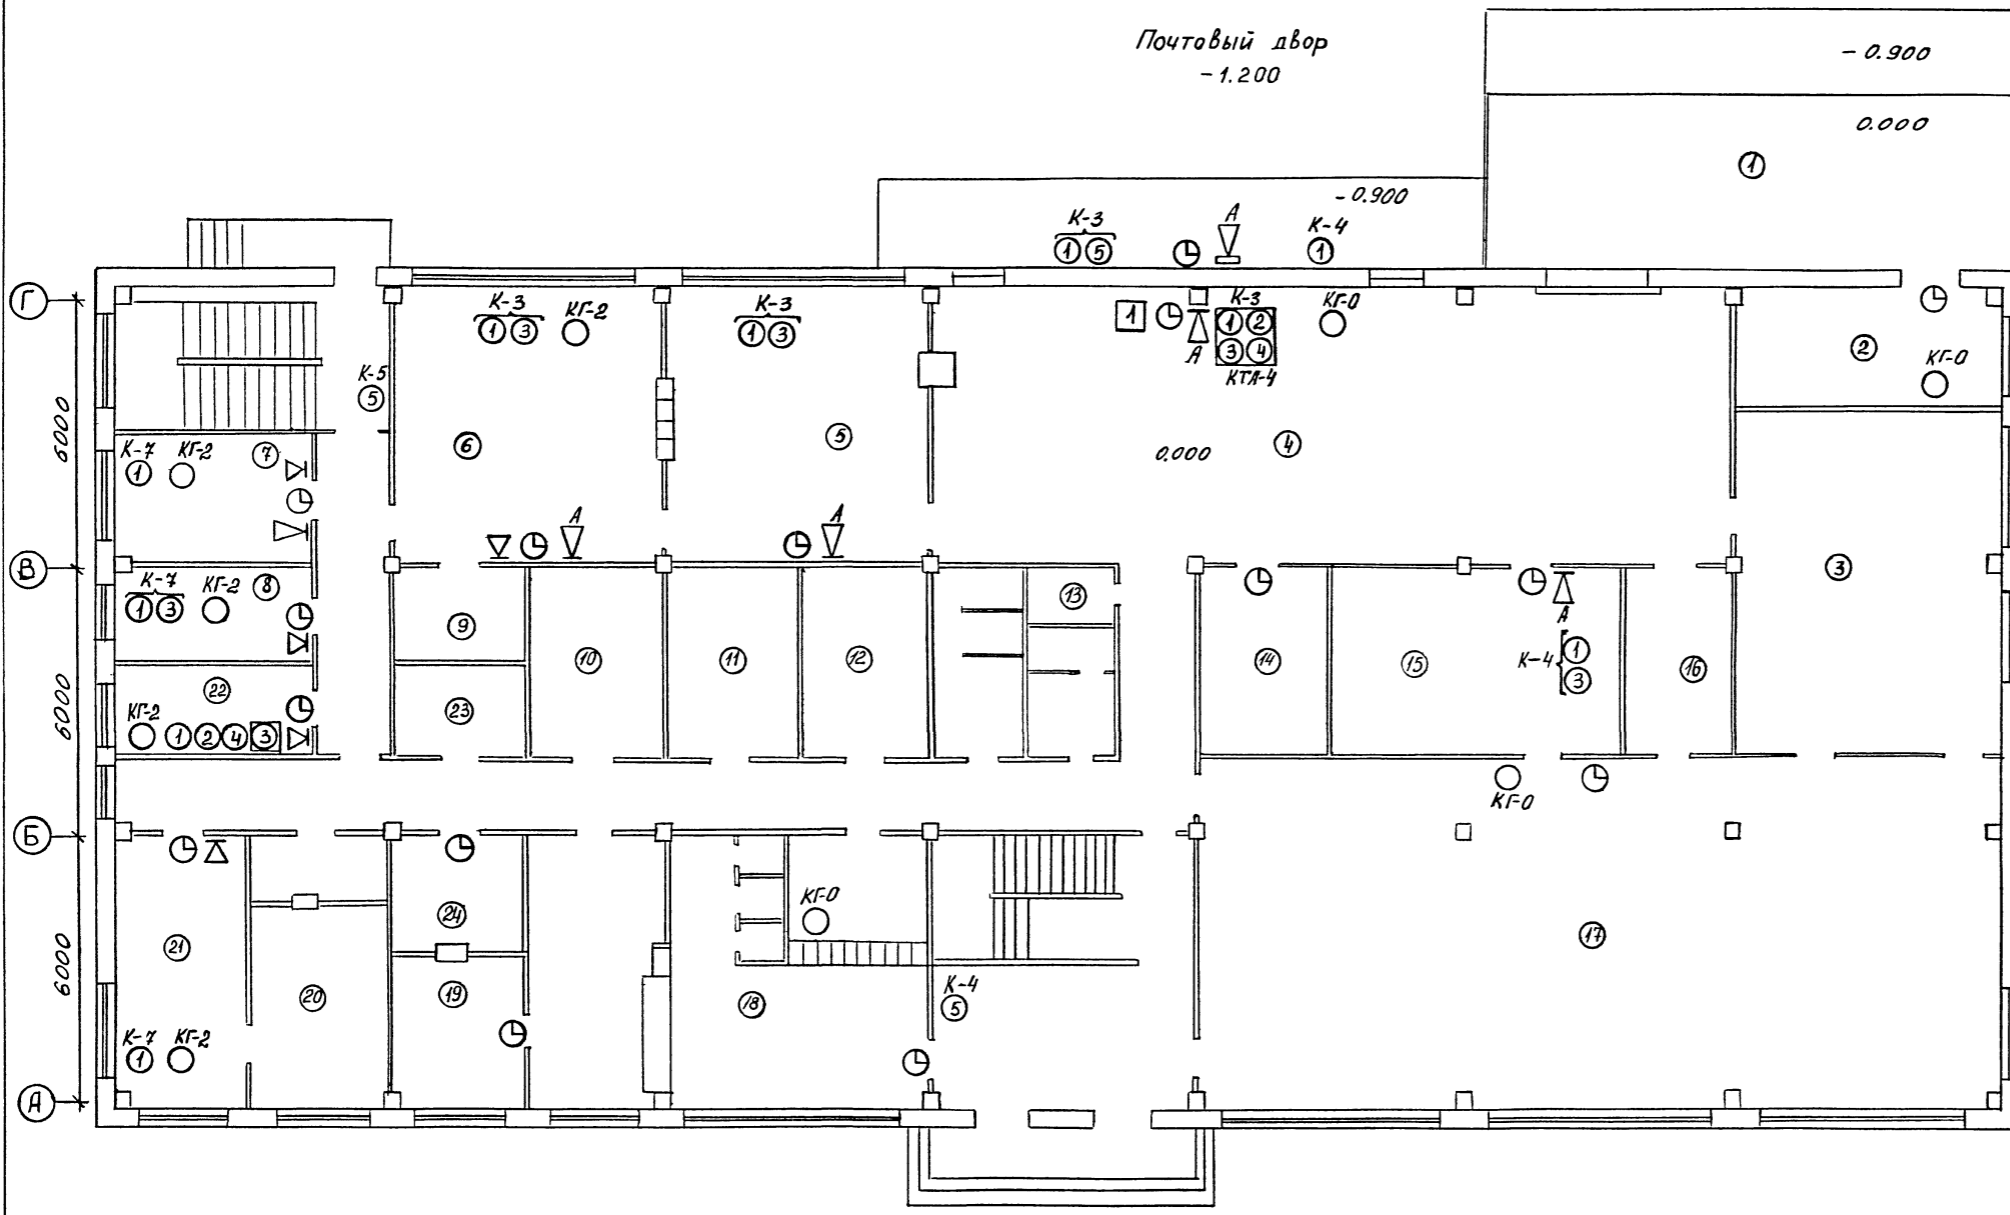 Почтовый двор
-1.200
-0.900
0.000
1
-0.900
К-3
1 5
А
К-4
1
Г
К-3
1 3
КГ-2
К-3
1 3
1
А
К-3
1 2
3 4
КТА-4
КГ-0
2
КГ-0
К-5
5
6000
6
5
0.000
4
К-7
1
КГ-2
7
А
А
В
К-7
1 3
КГ-2
8
9
10
11
12
13
14
15
А
К-4
1
3
16
3
6000
22
КГ-2
1 2 4 3
23
КГ-0
Б
6000
21
20
24
19
КГ-0
18
К-4
5
17
К-7
1
КГ-2
А